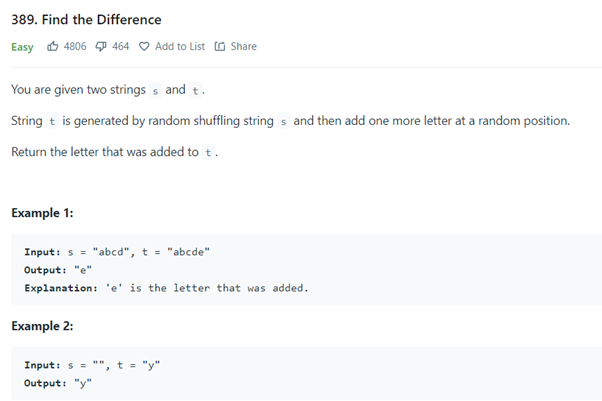 389. Find the Difference
Easy 4806 464 Add to List Share
You are given two strings s and t.
String t is generated by random shuffling string s and then add one more letter at a random position.
Return the letter that was added to t.
Example 1:
Input: s = "abcd", t = "abcde"
Output: "e"
Explanation: 'e' is the letter that was added.
Example 2:
Input: s = "", t = "y"
Output: "y"